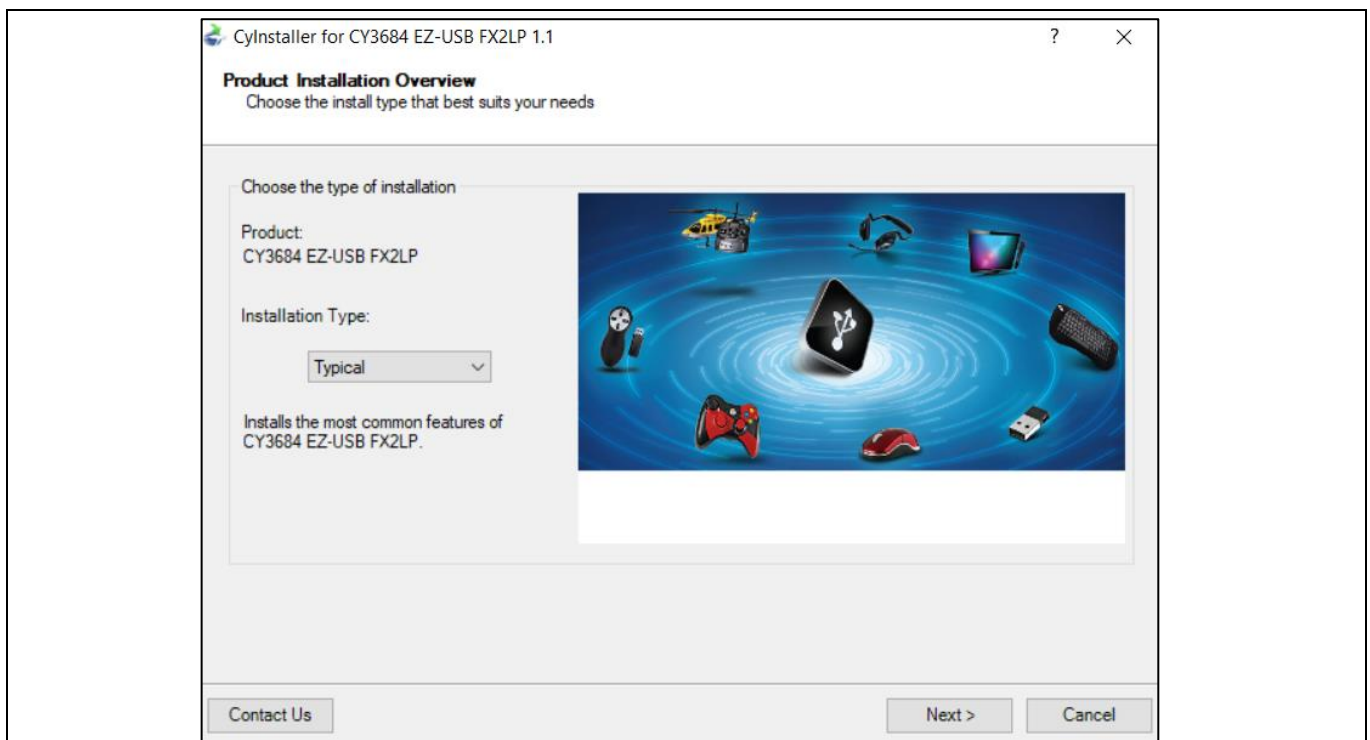 CyInstaller for CY3684 EZ-USB FX2LP 1.1
?
Product Installation Overview
Choose the install type that best suits your needs
Choose the type of installation
Product:
CY3684 EZ-USB FX2LP
Installation Type:
Typical
Installs the most common features of
CY3684 EZ-USB FX2LP.
Contact Us
Next >
Cancel